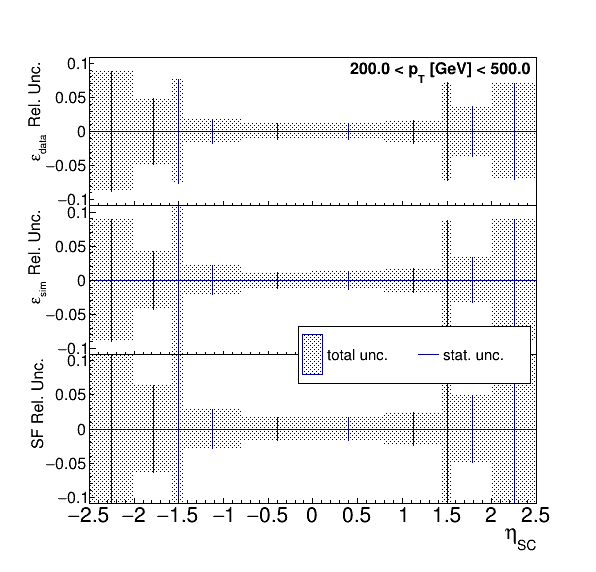 200.0 < p_T [GeV] < 500.0
ε_data Rel. Unc.
0.1
0.05
0
−0.05
−0.1
ε_sim Rel. Unc.
0.1
0.05
0
−0.05
−0.1
total unc.
stat. unc.
SF Rel. Unc.
0.1
0.05
0
−0.05
−0.1
−2.5 −2 −1.5 −1 −0.5 0 0.5 1 1.5 2 2.5
η_SC